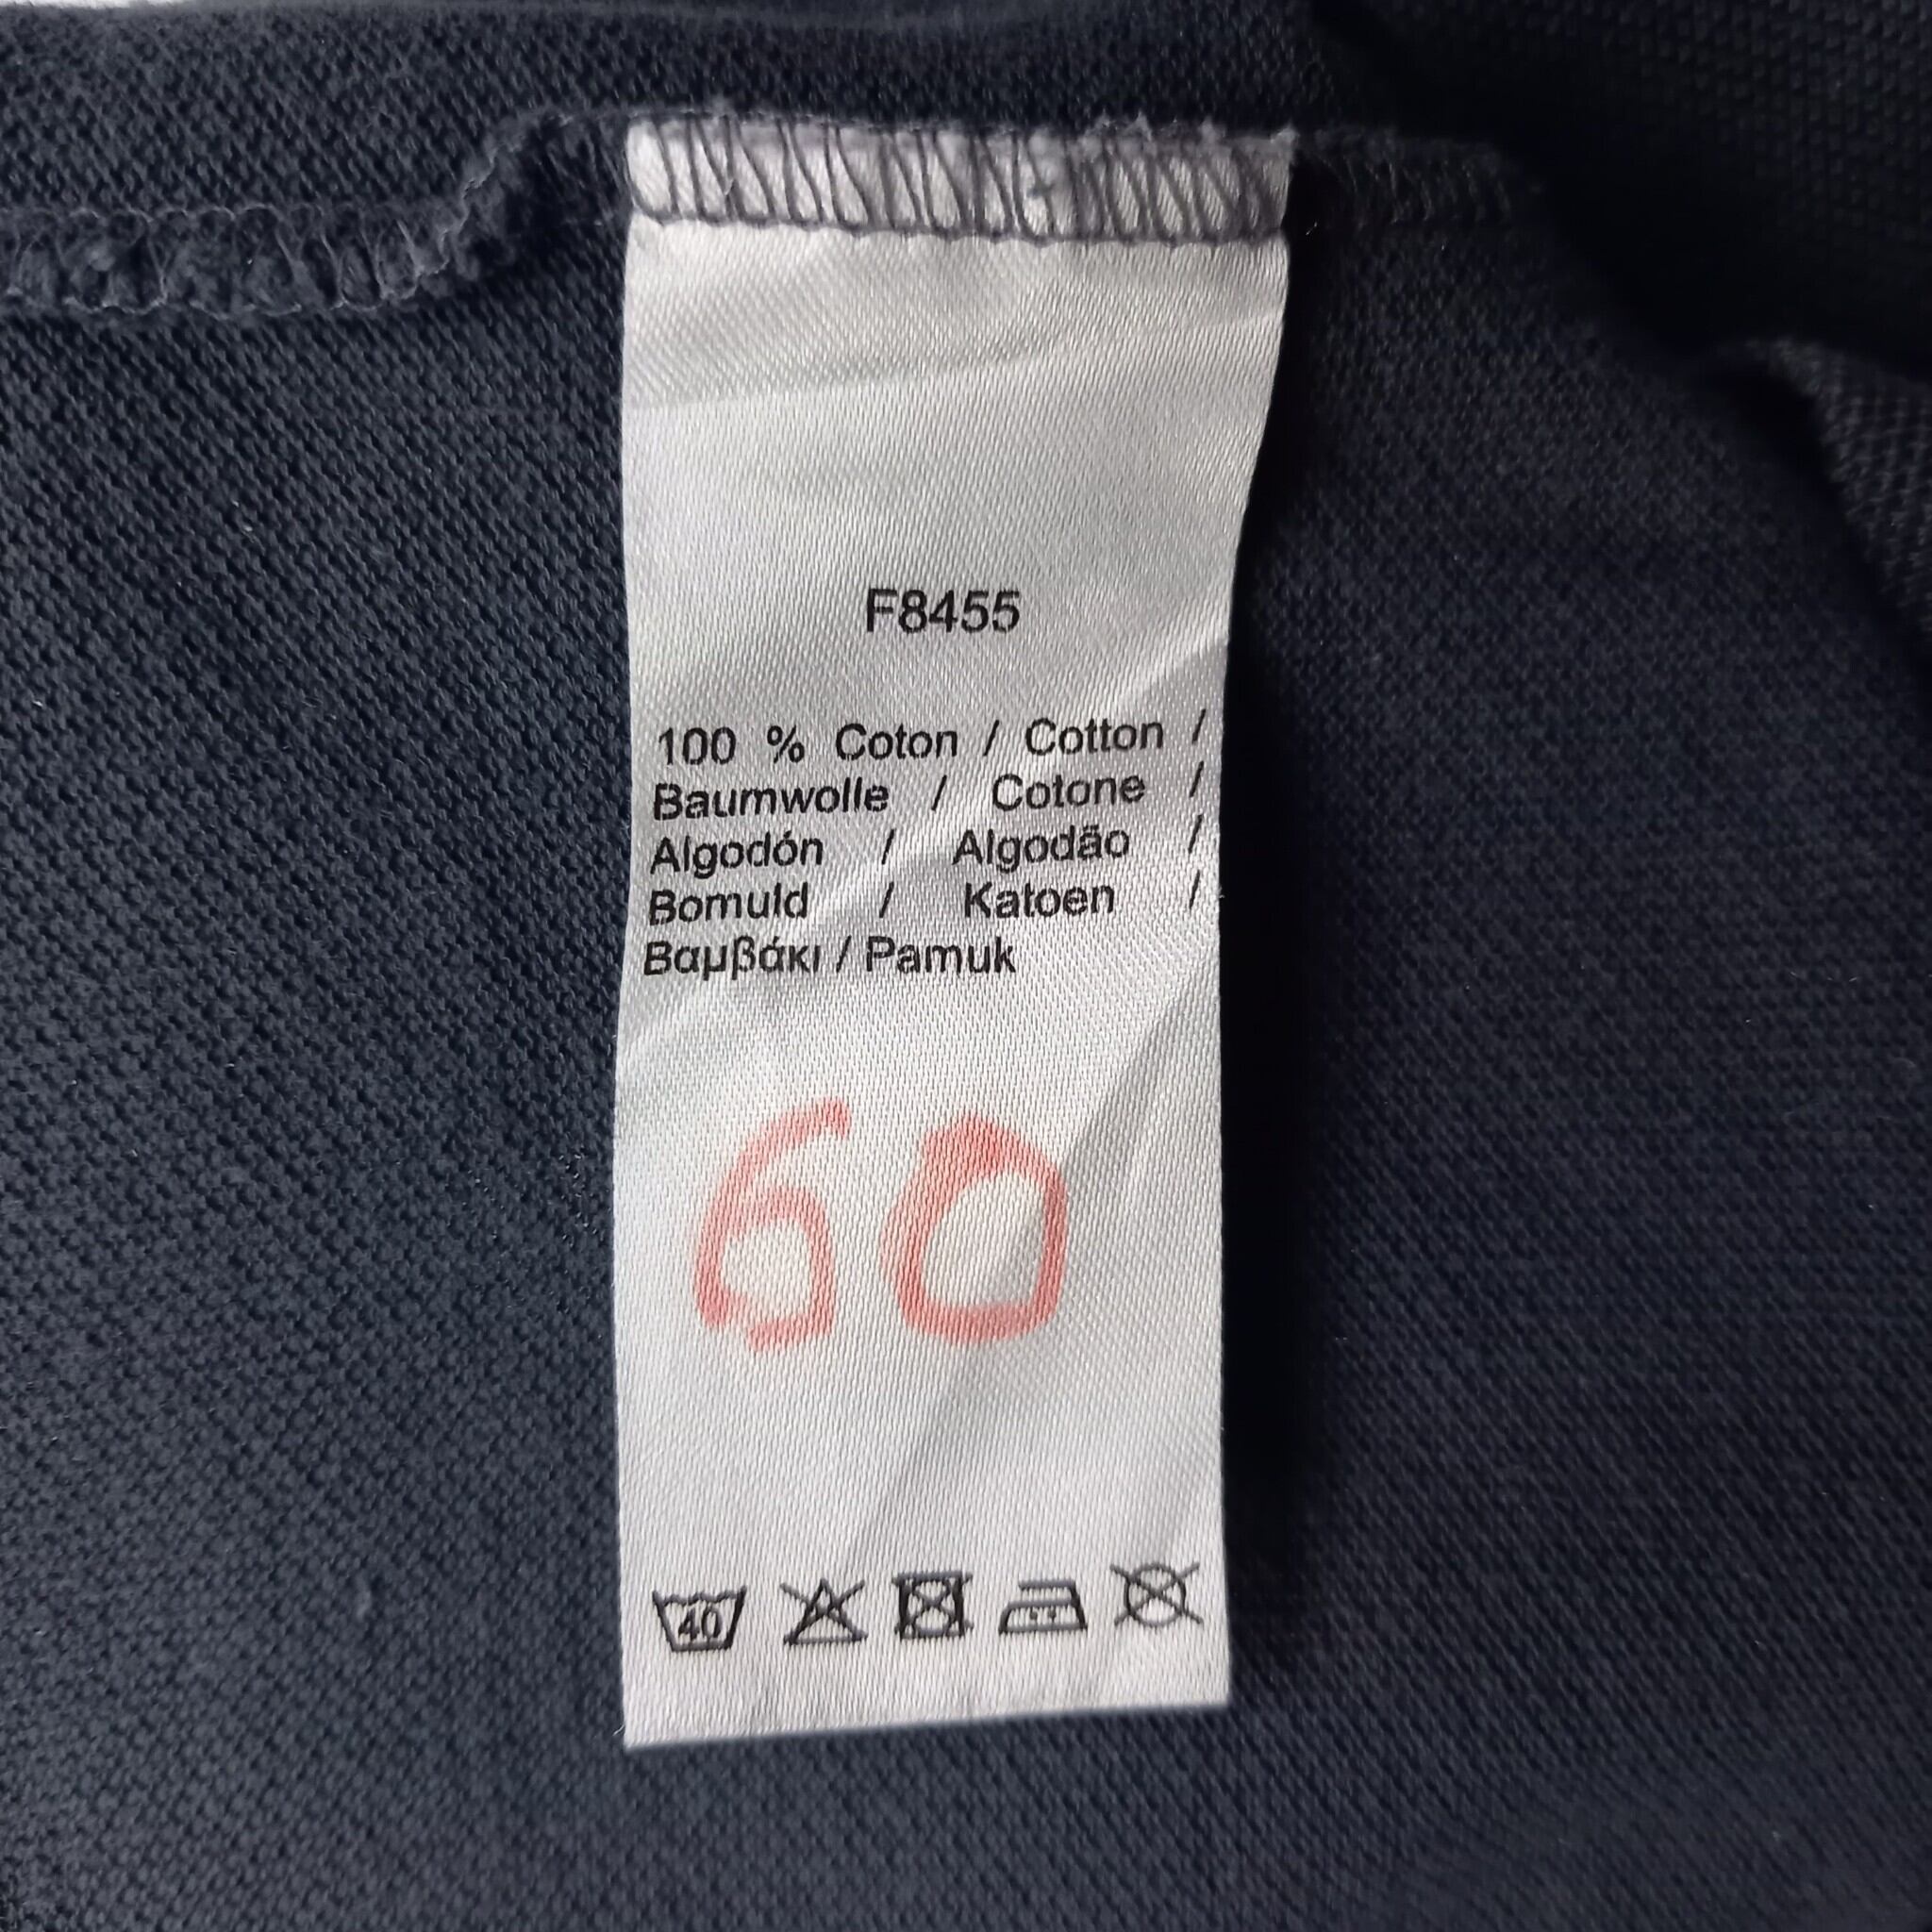 F8455
100 % Coton / Cotton /
Baumwolle / Cotone /
Algodón / Algodão /
Bomuld / Katoen /
Βαμβάκι / Pamuk
60
40